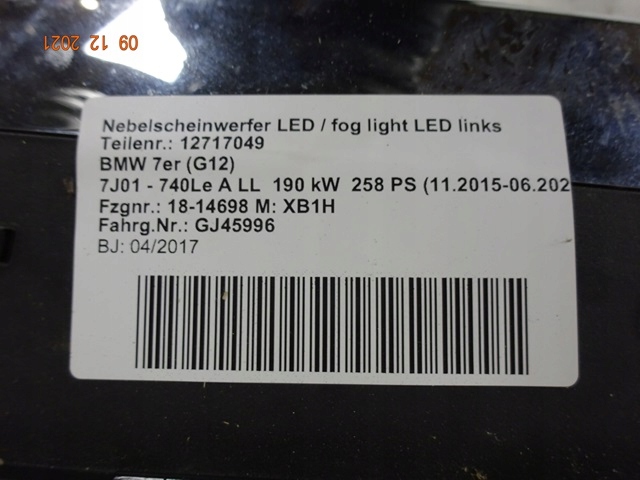 09 12 2021
Nebelscheinwerfer LED / fog light LED links
Teilenr.: 12717049
BMW 7er (G12)
7J01 - 740Le A LL 190 kW 258 PS (11.2015-06.202
Fzgnr.: 18-14698 M: XB1H
Fahrg.Nr.: GJ45996
BJ: 04/2017